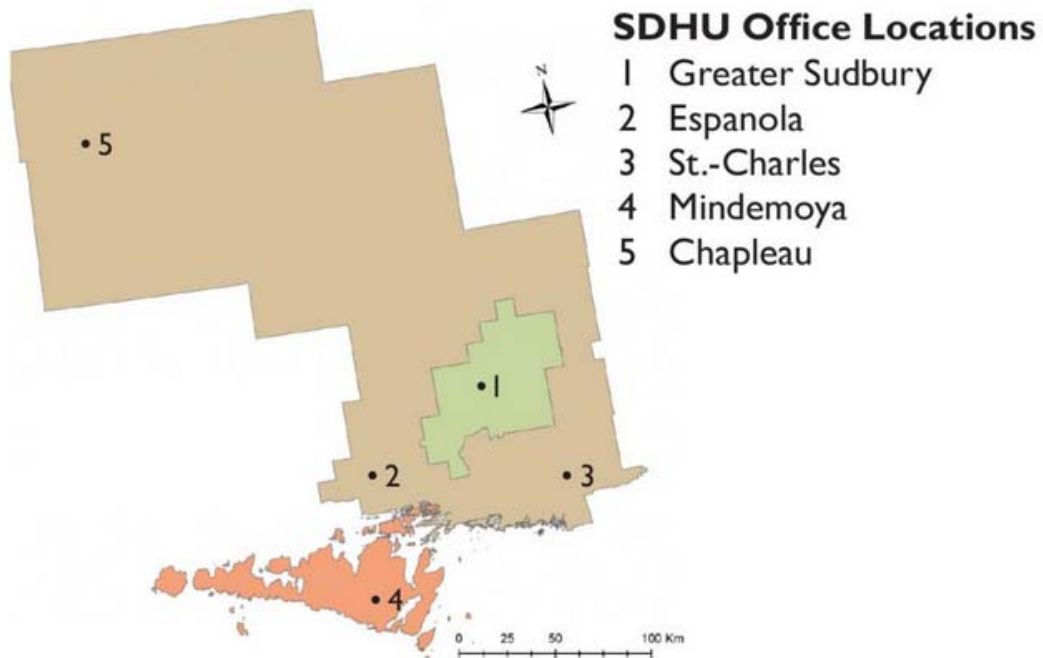 SDHU Office Locations
1 Greater Sudbury
2 Espanola
3 St.-Charles
4 Mindemoya
5 Chapleau
N
5
1
2
3
4
0 25 50 100 Km